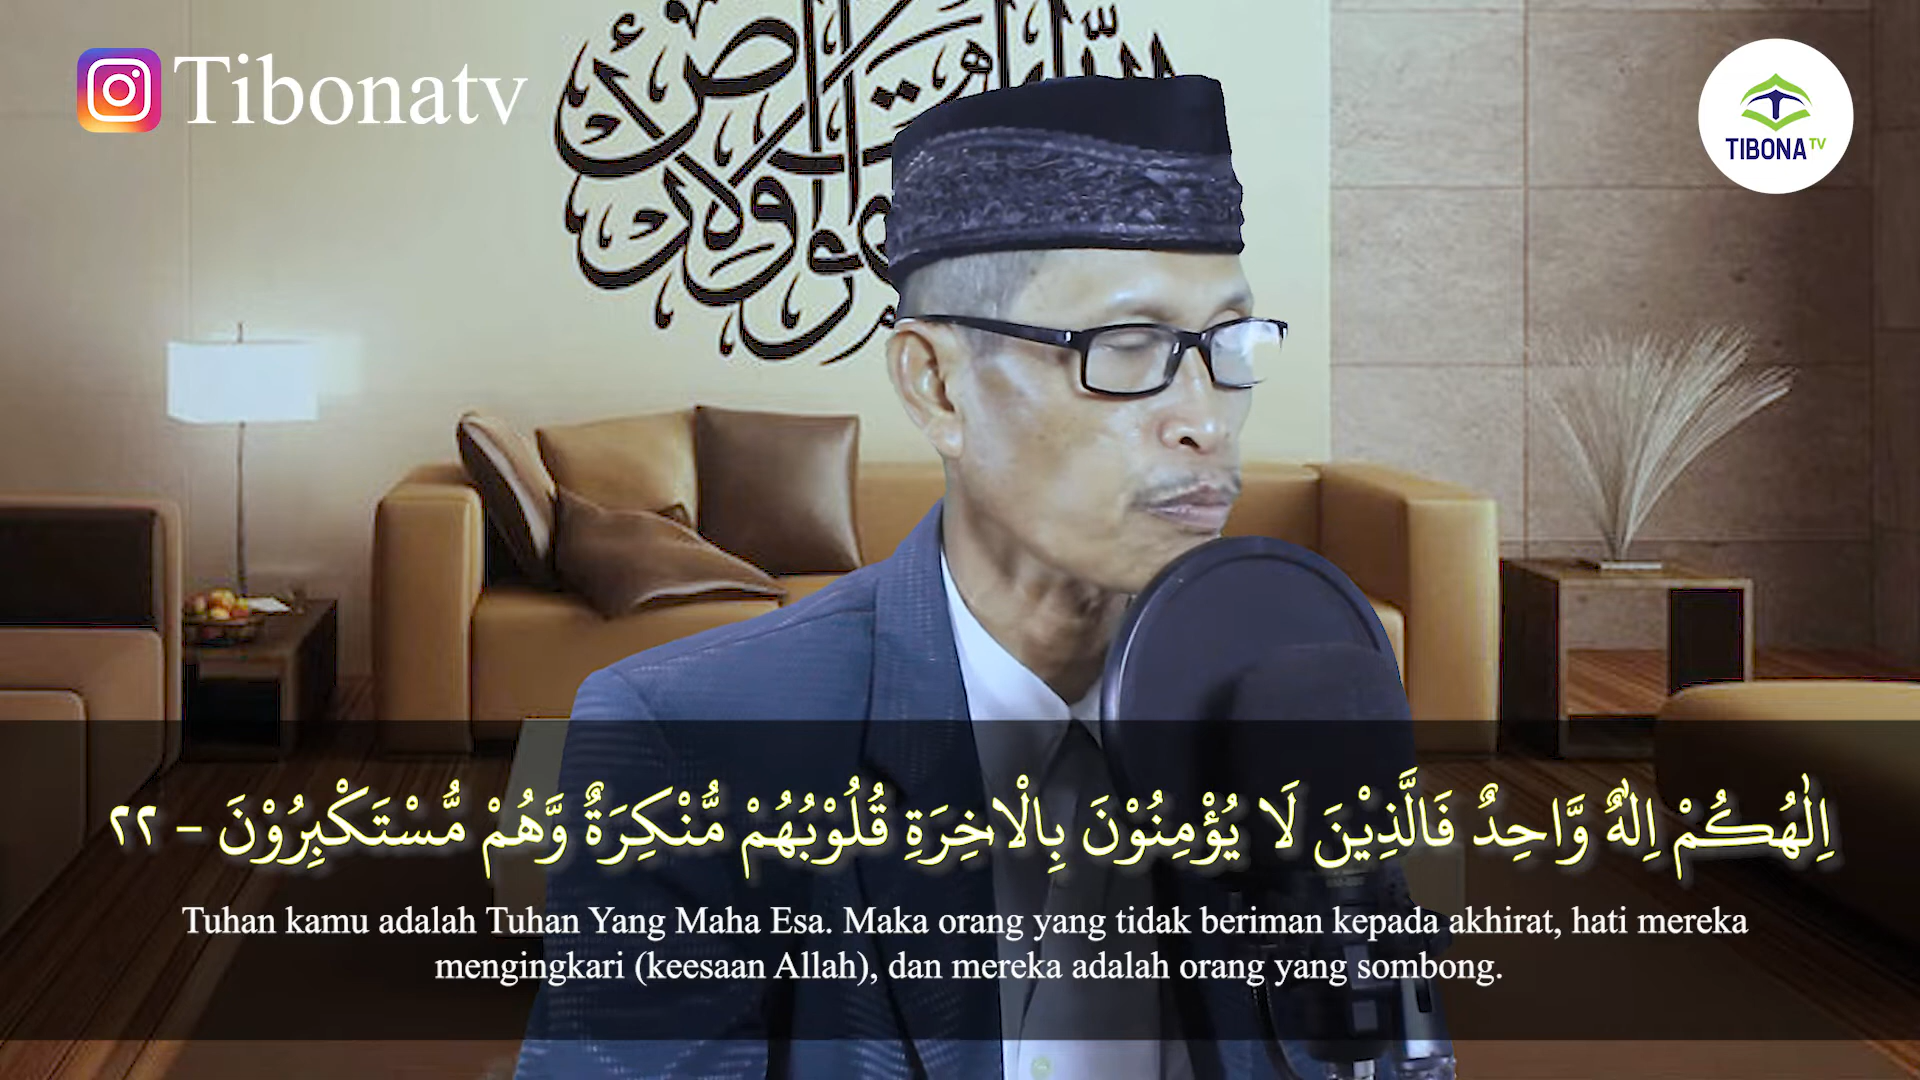 Tibonatv
TIBONA TV
اِلٰهُكُمْ اِلٰهٌ وَّاحِدٌ فَالَّذِيْنَ لَا يُؤْمِنُوْنَ بِالْاٰخِرَةِ قُلُوْبُهُمْ مُّنْكِرَةٌ وَّهُمْ مُّسْتَكْبِرُوْنَ – ٢٢
Tuhan kamu adalah Tuhan Yang Maha Esa. Maka orang yang tidak beriman kepada akhirat, hati mereka
mengingkari (keesaan Allah), dan mereka adalah orang yang sombong.